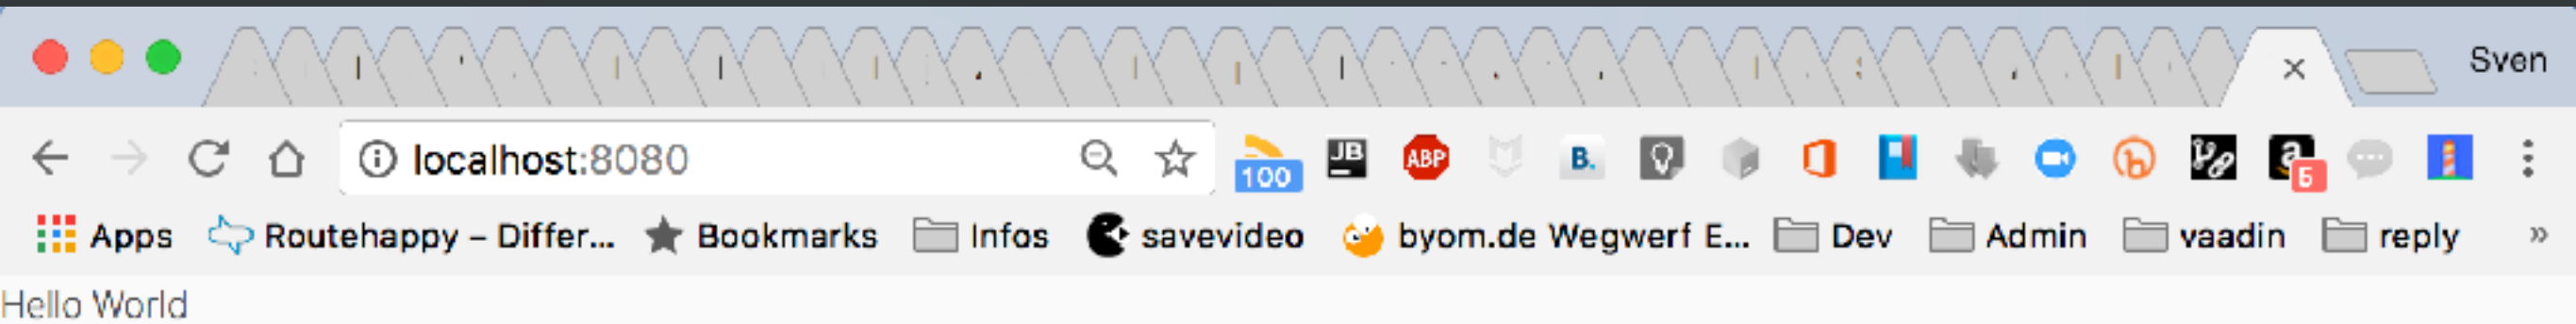 Sven
localhost:8080
100 JB ABP B. a 5
Apps Routehappy – Differ... Bookmarks Infos savevideo byom.de Wegwerf E... Dev Admin vaadin reply »
Hello World